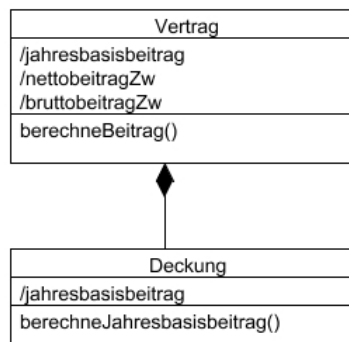 Vertrag
/jahresbasisbeitrag
/nettobeitragZw
/bruttobeitragZw
berechneBeitrag()
Deckung
/jahresbasisbeitrag
berechneJahresbasisbeitrag()